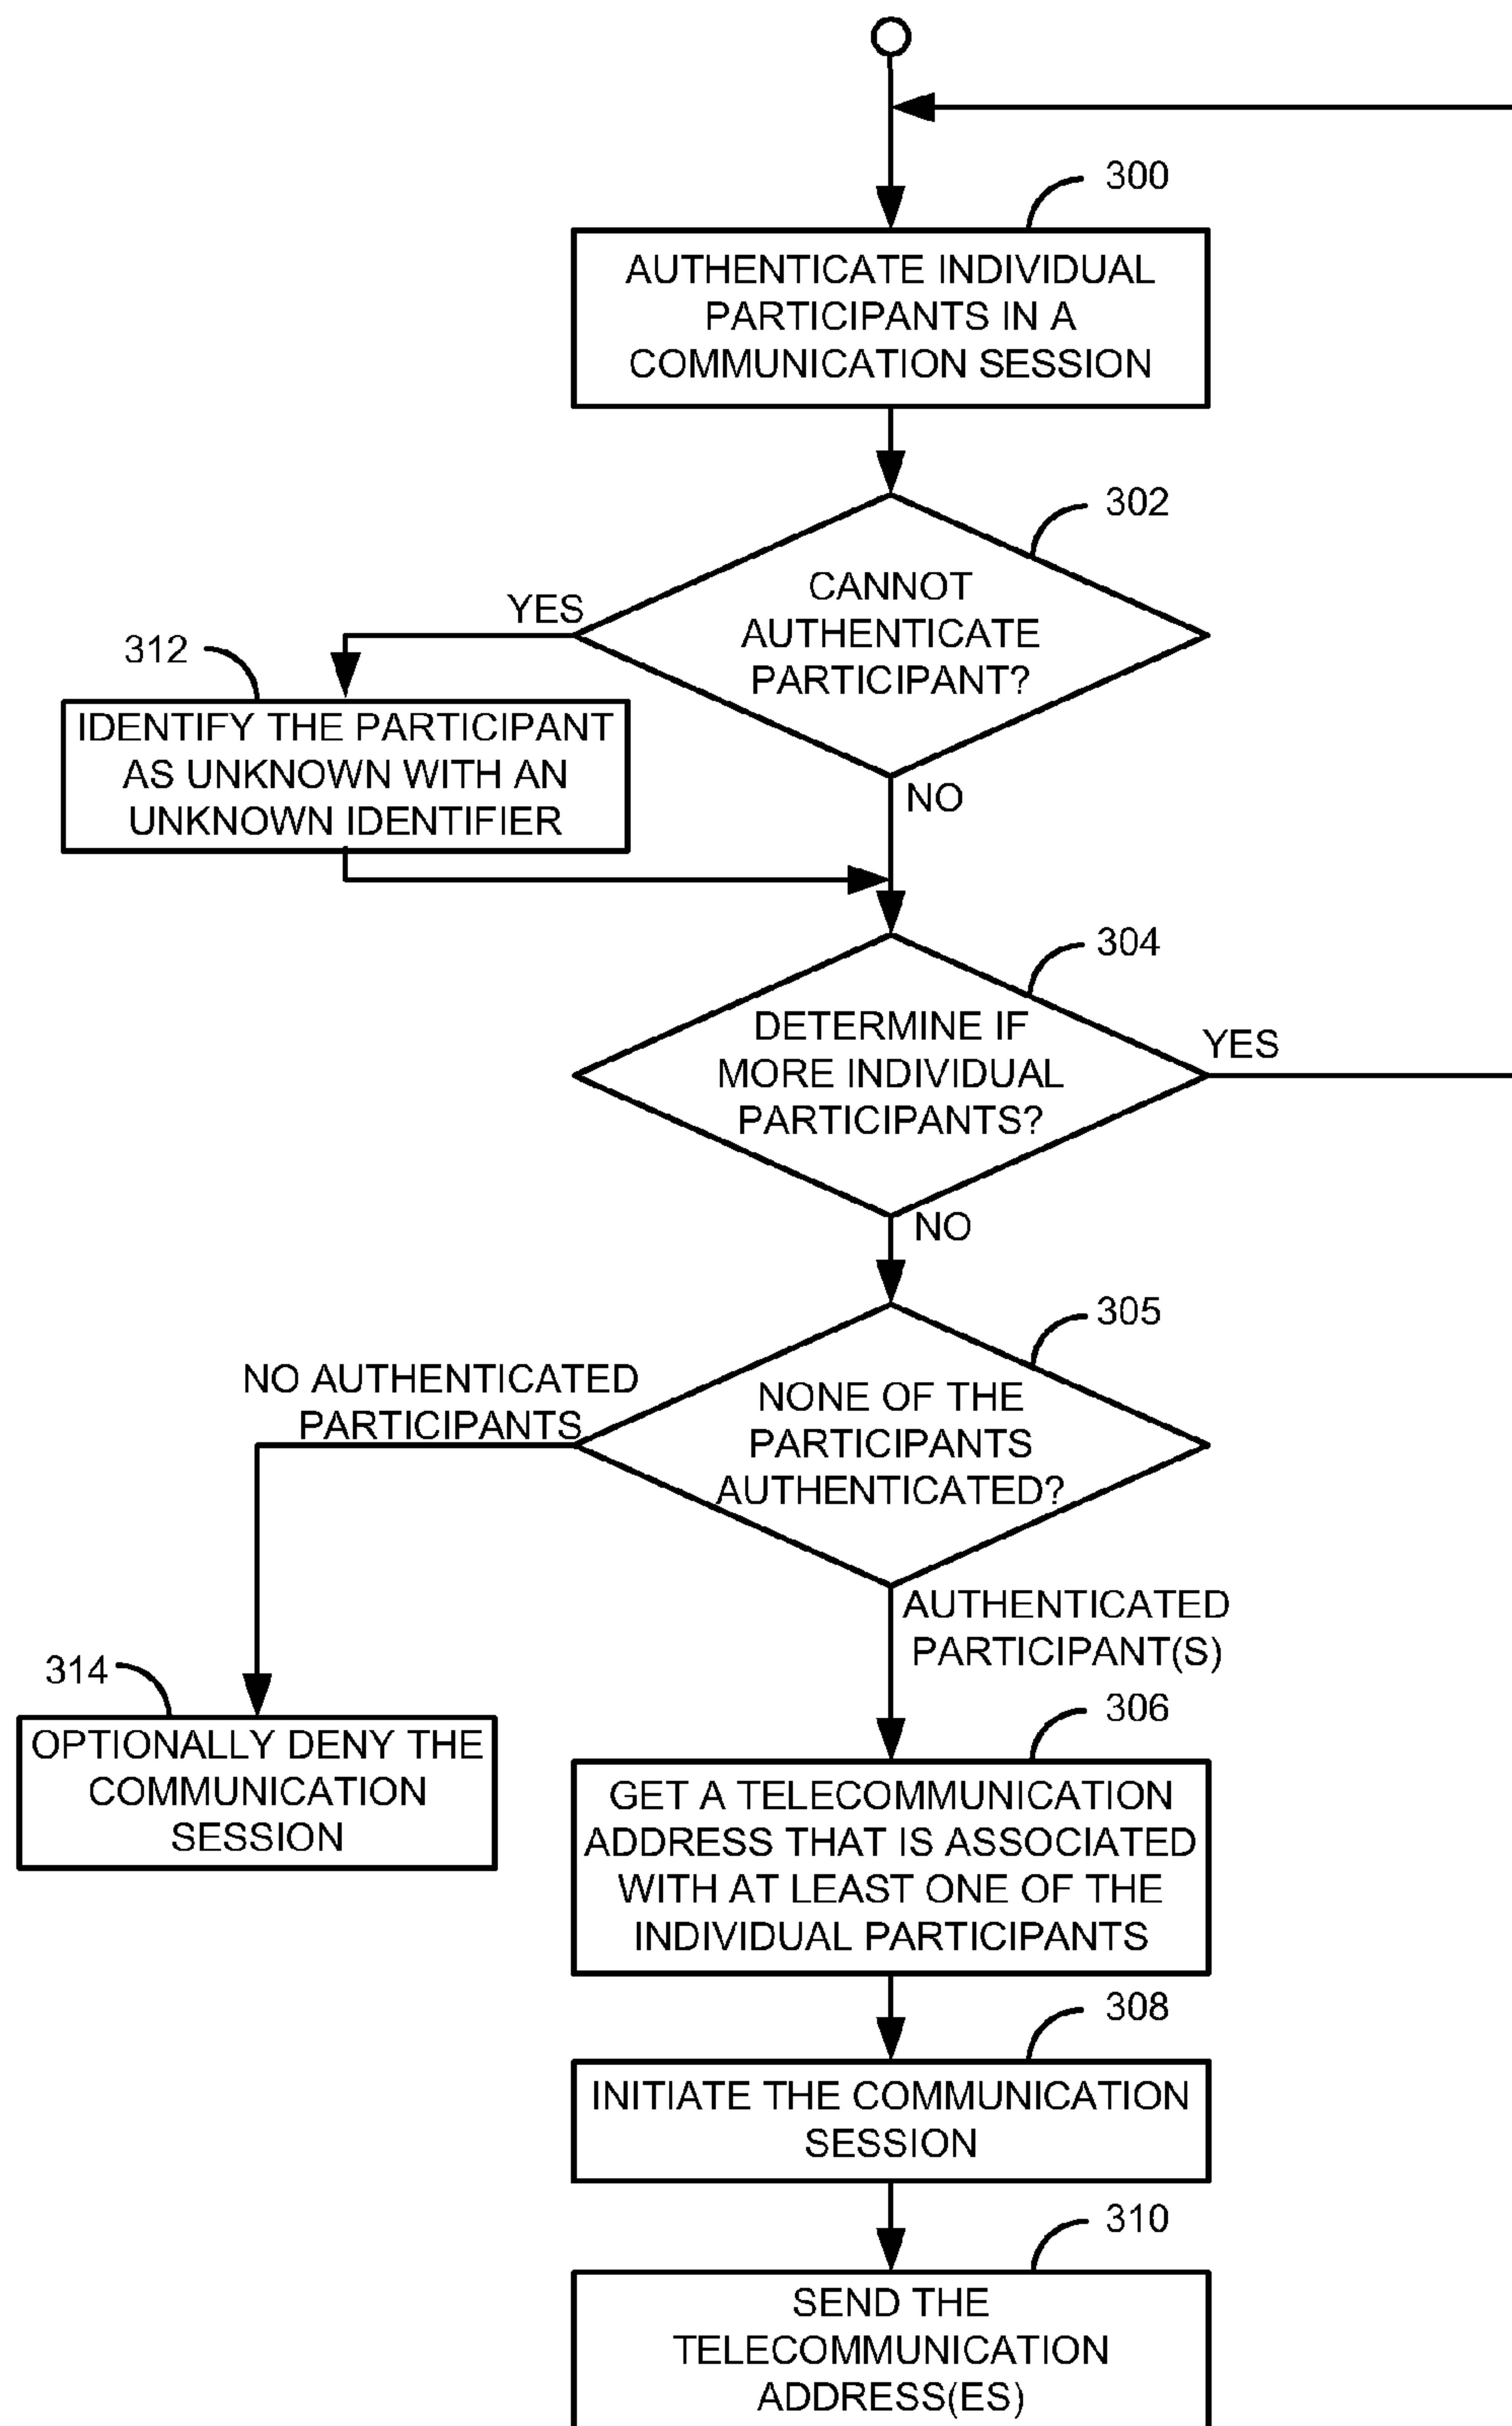 300
AUTHENTICATE INDIVIDUAL
PARTICIPANTS IN A
COMMUNICATION SESSION
302
CANNOT
AUTHENTICATE
PARTICIPANT?
YES
312
IDENTIFY THE PARTICIPANT
AS UNKNOWN WITH AN
UNKNOWN IDENTIFIER
NO
304
DETERMINE IF
MORE INDIVIDUAL
PARTICIPANTS?
YES
NO
305
NONE OF THE
PARTICIPANTS
AUTHENTICATED?
NO AUTHENTICATED
PARTICIPANTS
AUTHENTICATED
PARTICIPANT(S)
314
OPTIONALLY DENY THE
COMMUNICATION
SESSION
306
GET A TELECOMMUNICATION
ADDRESS THAT IS ASSOCIATED
WITH AT LEAST ONE OF THE
INDIVIDUAL PARTICIPANTS
308
INITIATE THE COMMUNICATION
SESSION
310
SEND THE
TELECOMMUNICATION
ADDRESS(ES)